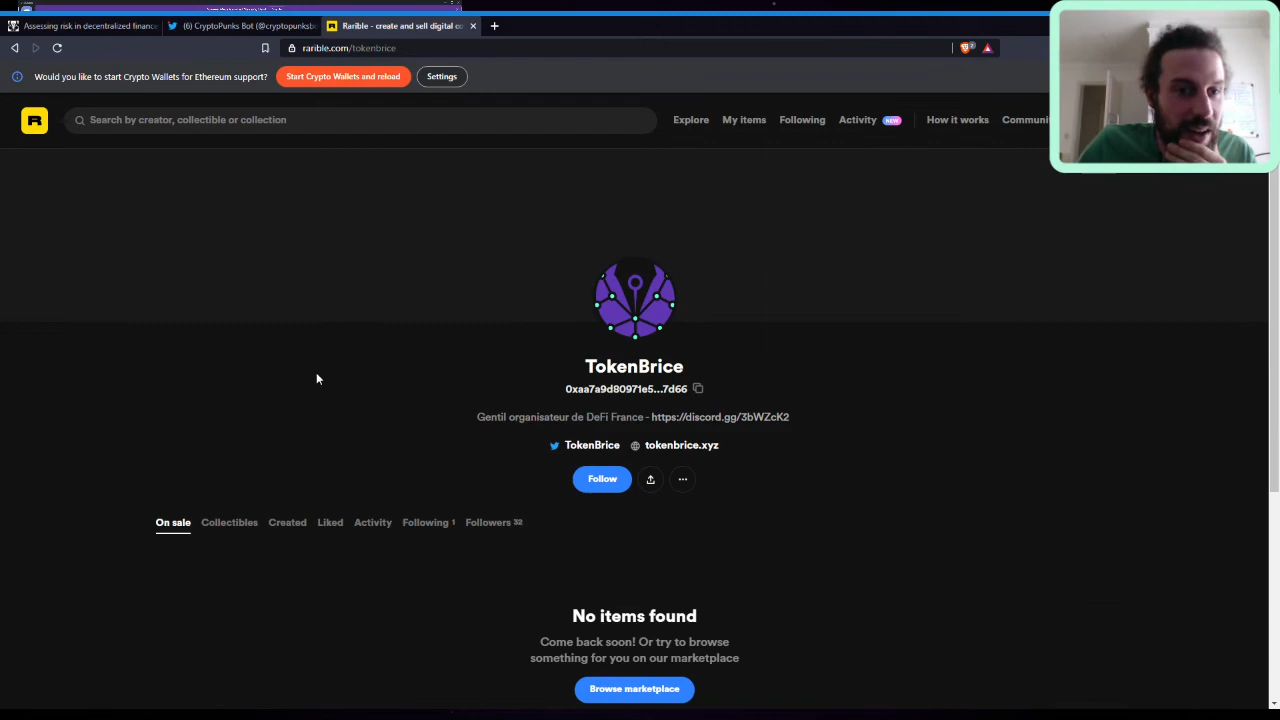 Assessing risk in decentralized finance
(6) CryptoPunks Bot (@cryptopunksb
Rarible - create and sell digital co
rarible.com/tokenbrice
2
Would you like to start Crypto Wallets for Ethereum support?
Start Crypto Wallets and reload
Settings
R
Search by creator, collectible or collection
Explore
My items
Following
Activity NEW
How it works
Commun
TokenBrice
0xaa7a9d80971e5...7d66
Gentil organisateur de DeFi France - https://discord.gg/3bWZcK2
TokenBrice
tokenbrice.xyz
Follow
On sale
Collectibles
Created
Liked
Activity
Following 1
Followers 32
No items found
Come back soon! Or try to browse
something for you on our marketplace
Browse marketplace